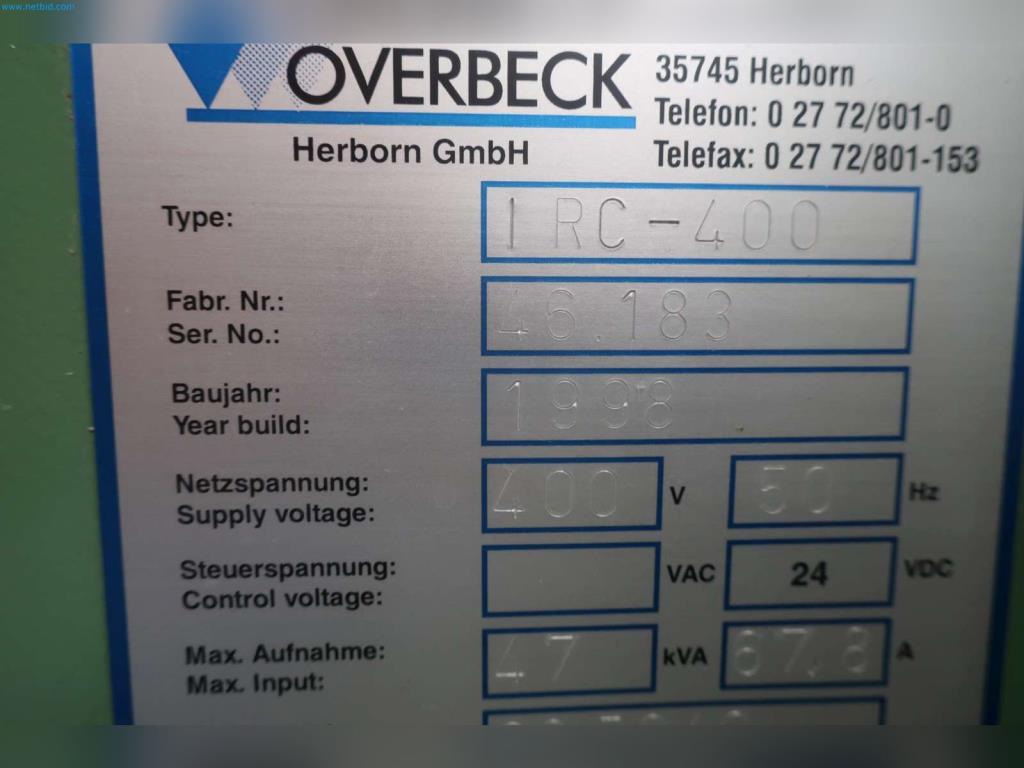 www.netbid.com
OVERBECK
Herborn GmbH
35745 Herborn
Telefon: 0 27 72/801-0
Telefax: 0 27 72/801-153
Type: I RC-400
Fabr. Nr.:
Ser. No.: 46.183
Baujahr:
Year build: 1998
Netzspannung:
Supply voltage: 400 V 50 Hz
Steuerspannung:
Control voltage: VAC 24 VDC
Max. Aufnahme:
Max. Input: 47 kVA 67,8 A